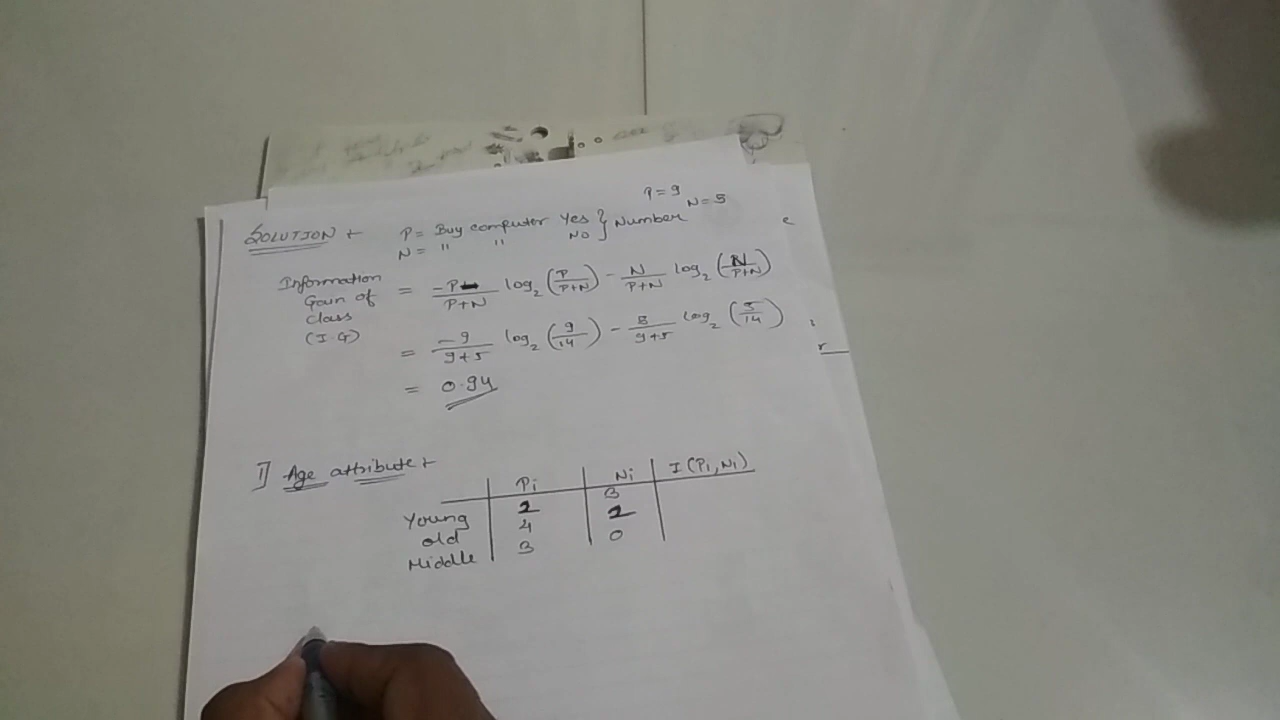 P=9 N=5
SOLUTION P= Buy computer Yes } Number
N= " " No
Information Gain of class (I.G) = -P/P+N log2 (P/P+N) - N/P+N log2 (N/P+N)
= -9/9+5 log2 (9/14) - 5/9+5 log2 (5/14)
= 0.94
1] Age attribute
Pi Ni I(Pi,Ni)
Young 2 3
old 4 2
Middle 3 0